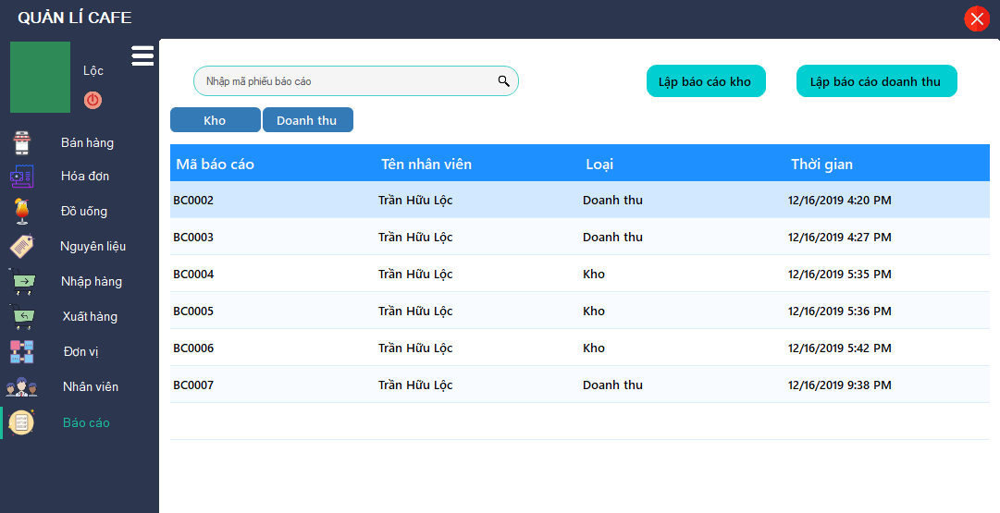 QUẢN LÍ CAFE
Lộc
Bán hàng
Hóa đơn
Đồ uống
Nguyên liệu
Nhập hàng
Xuất hàng
Đơn vị
Nhân viên
Báo cáo
Nhập mã phiếu báo cáo
Lập báo cáo kho
Lập báo cáo doanh thu
Kho
Doanh thu
Mã báo cáo Tên nhân viên Loại Thời gian
BC0002 Trần Hữu Lộc Doanh thu 12/16/2019 4:20 PM
BC0003 Trần Hữu Lộc Doanh thu 12/16/2019 4:27 PM
BC0004 Trần Hữu Lộc Kho 12/16/2019 5:35 PM
BC0005 Trần Hữu Lộc Kho 12/16/2019 5:36 PM
BC0006 Trần Hữu Lộc Kho 12/16/2019 5:42 PM
BC0007 Trần Hữu Lộc Doanh thu 12/16/2019 9:38 PM